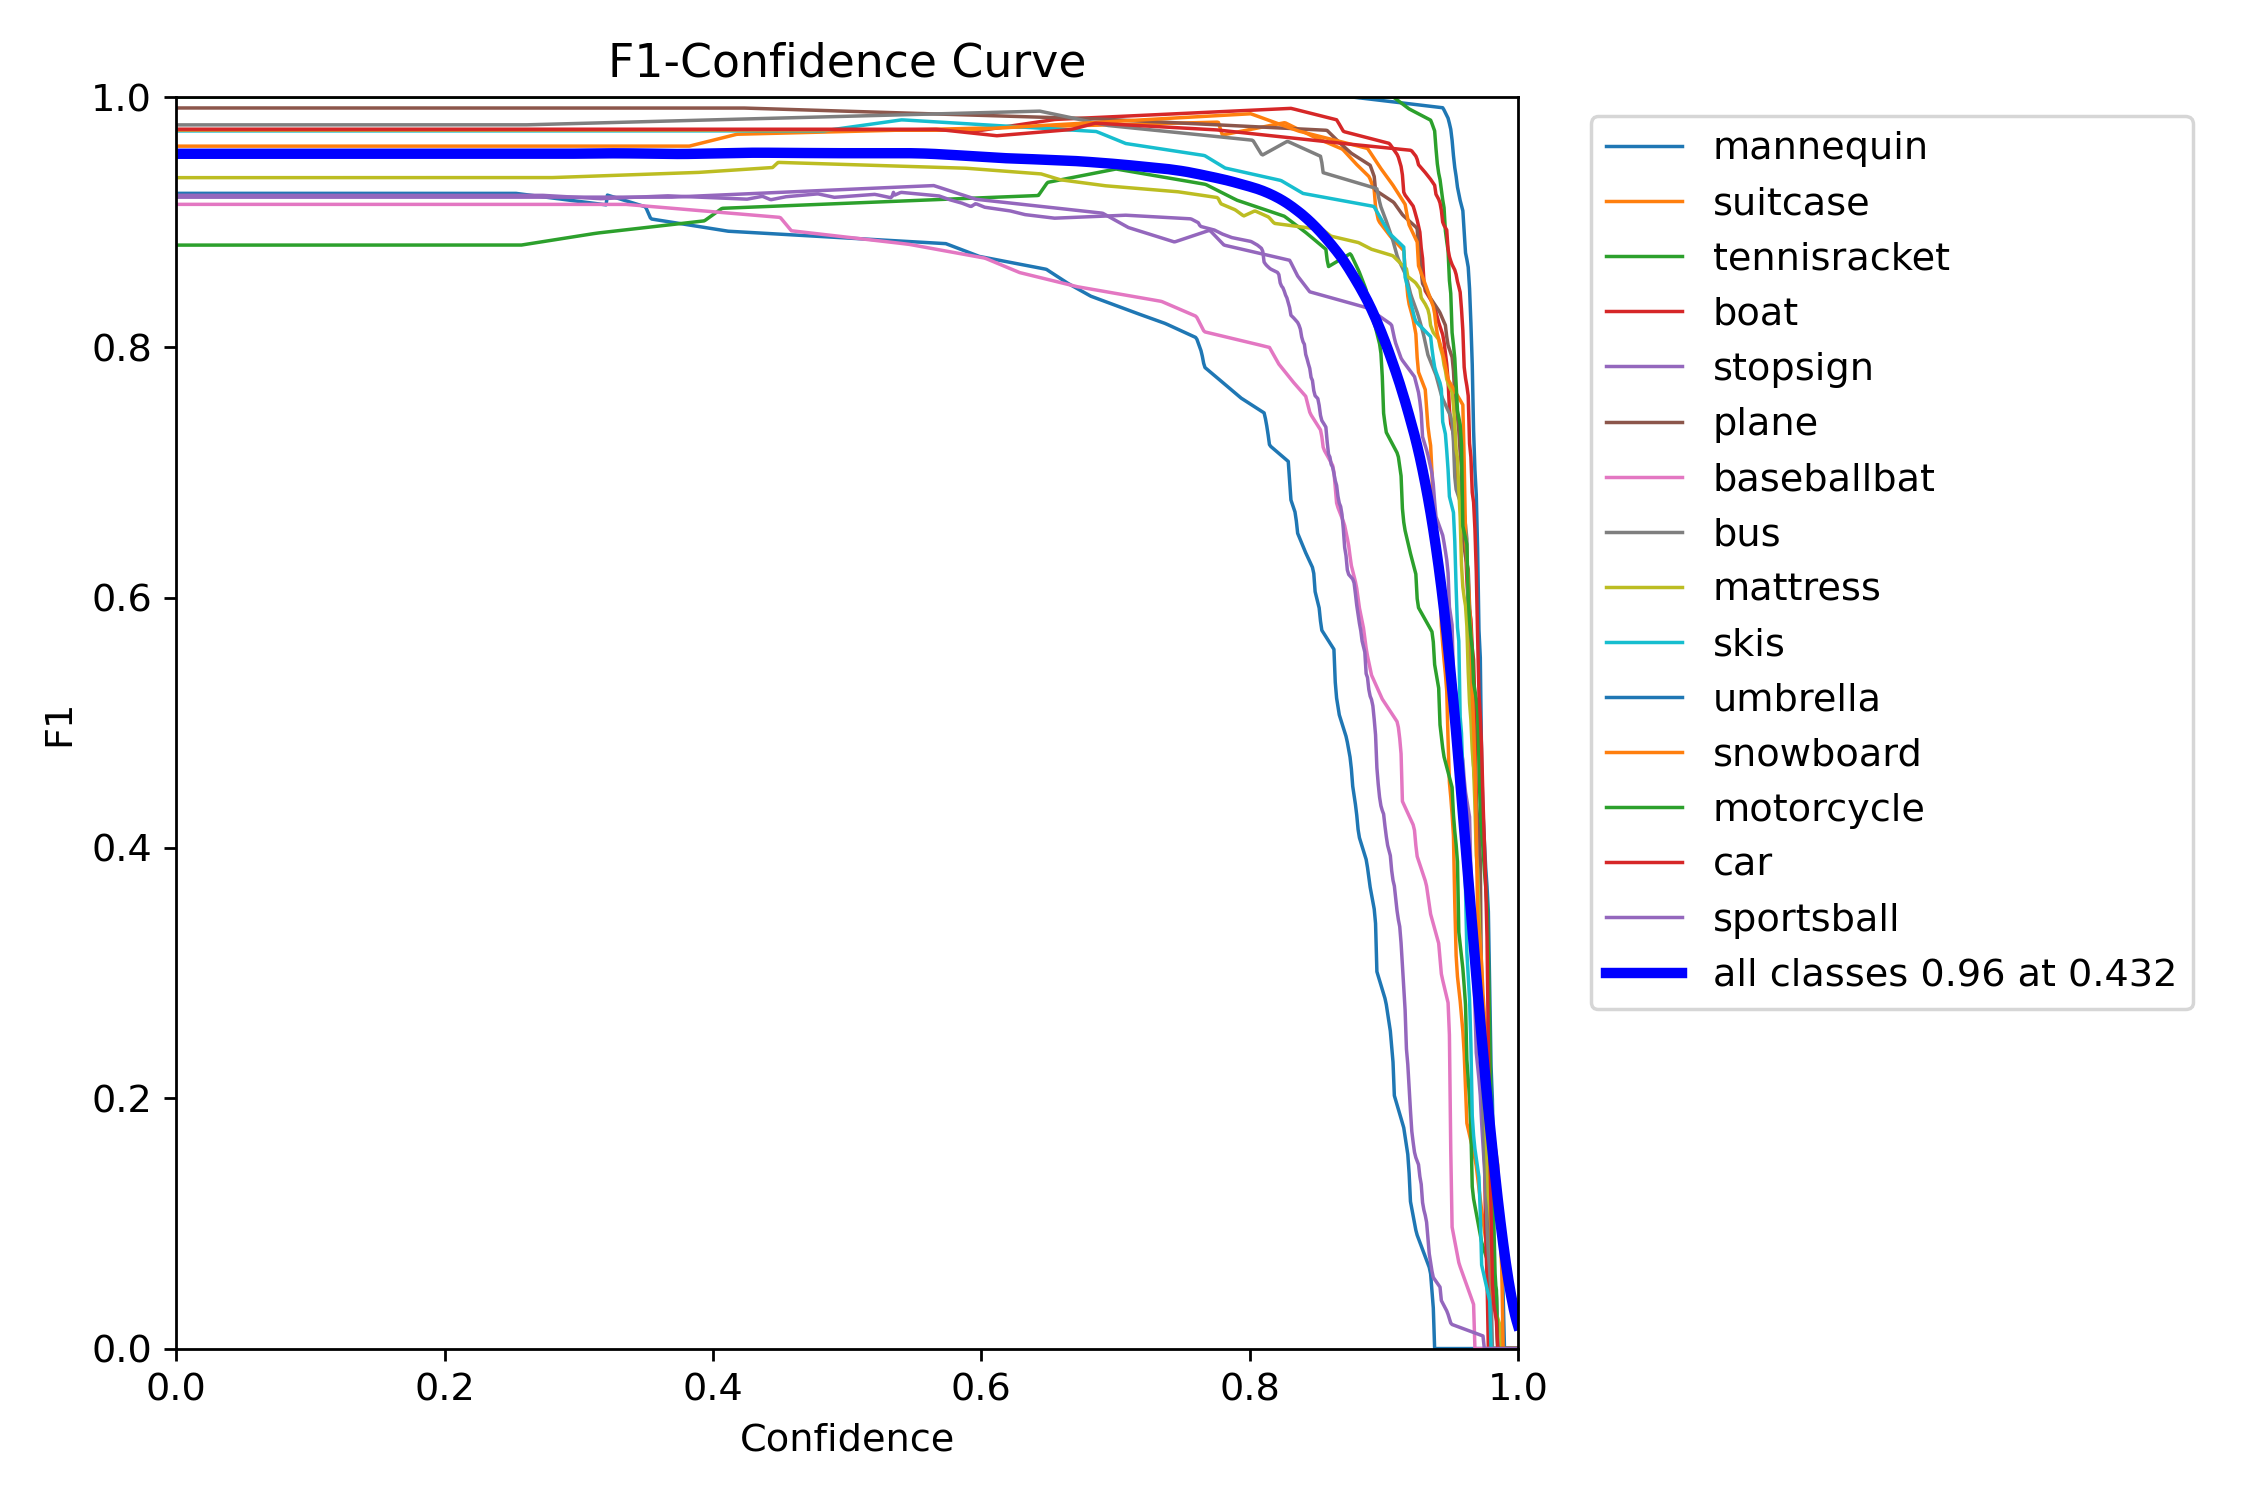 F1-Confidence Curve
1.0
0.8
0.6
0.4
0.2
0.0
F1
0.0 0.2 0.4 0.6 0.8 1.0
Confidence
mannequin
suitcase
tennisracket
boat
stopsign
plane
baseballbat
bus
mattress
skis
umbrella
snowboard
motorcycle
car
sportsball
all classes 0.96 at 0.432